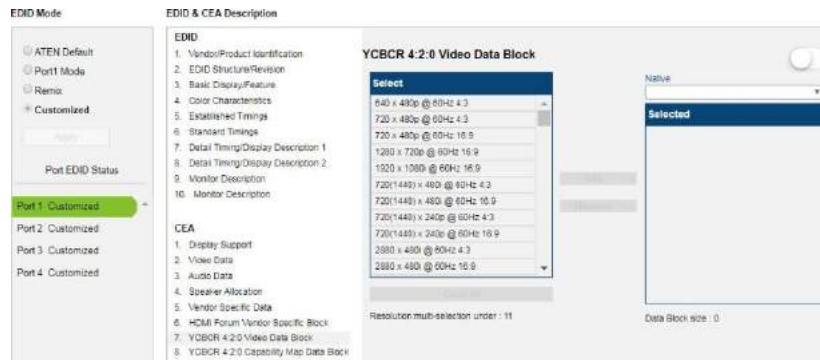 EDID Mode
EDID & CEA Description
ATEN Default
Port1 Mode
Remix
Customized
Apply
Port EDID Status
Port 1 Customized
Port 2 Customized
Port 3 Customized
Port 4 Customized
EDID
1. Vendor/Product Identification
2. EDID Structure/Revision
3. Basic Display/Feature
4. Color Characteristics
5. Established Timings
6. Standard Timings
7. Detail Timing/Display Description 1
8. Detail Timing/Display Description 2
9. Monitor Description
10. Monitor Description
CEA
1. Display Support
2. Video Data
3. Audio Data
4. Speaker Allocation
5. Vendor Specific Data
6. HDMI Forum Vendor Specific Block
7. YCBCR 4:2:0 Video Data Block
8. YCBCR 4:2:0 Capability Map Data Block
YCBCR 4:2:0 Video Data Block
Select
640 x 480p @ 60Hz 4:3
720 x 480p @ 60Hz 4:3
720 x 480p @ 60Hz 16:9
1280 x 720p @ 60Hz 16:9
1920 x 1080i @ 60Hz 16:9
720(1440) x 480i @ 60Hz 4:3
720(1440) x 480i @ 60Hz 16:9
720(1440) x 240p @ 60Hz 4:3
720(1440) x 240p @ 60Hz 16:9
2880 x 480i @ 60Hz 4:3
2880 x 480i @ 60Hz 16:9
Resolution multi-selection under : 11
Native
Selected
Data Block size : 0